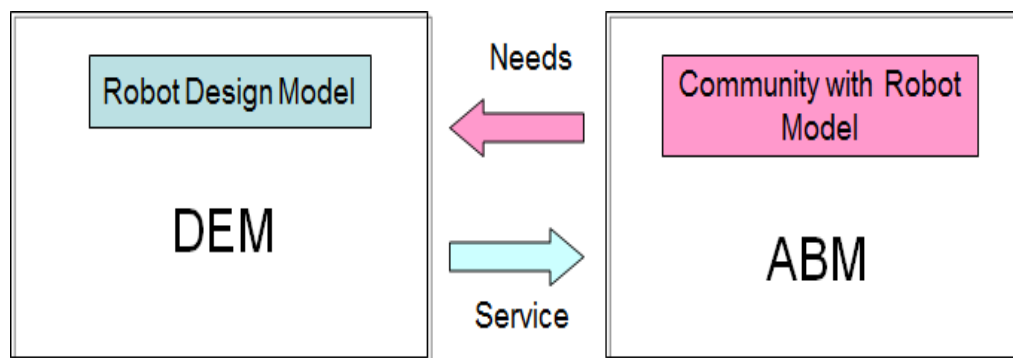 Robot Design Model
DEM
Needs
Service
Community with Robot
Model
ABM